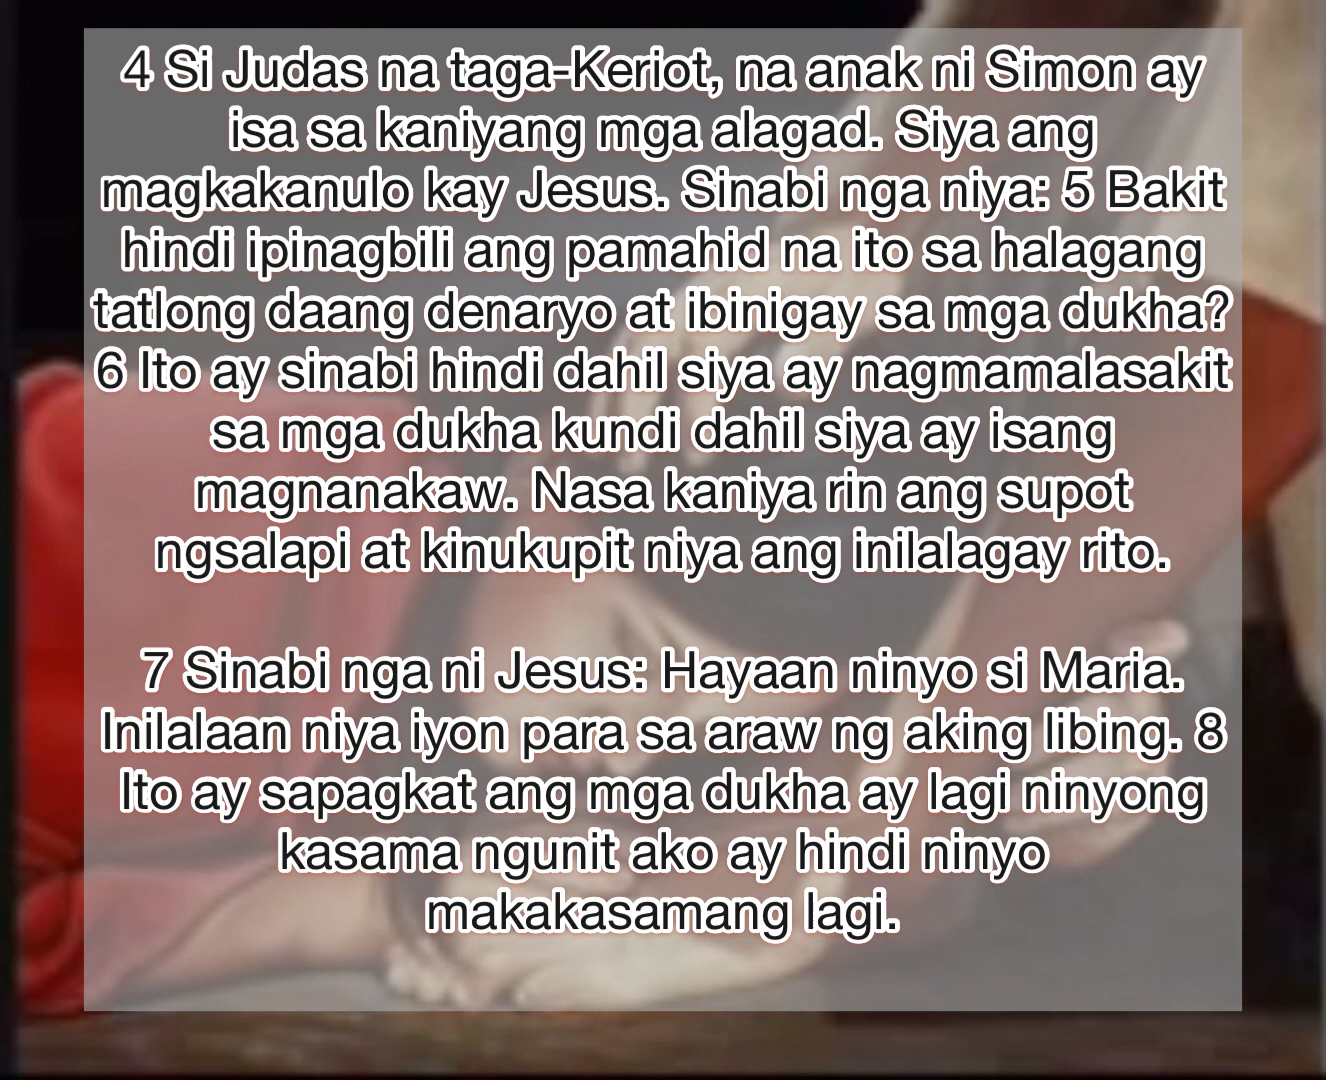 4 Si Judas na taga-Keriot, na anak ni Simon ay
isa sa kaniyang mga alagad. Siya ang
magkakanulo kay Jesus. Sinabi nga niya: 5 Bakit
hindi ipinagbili ang pamahid na ito sa halagang
tatlong daang denaryo at ibinigay sa mga dukha?
6 Ito ay sinabi hindi dahil siya ay nagmamalasakit
sa mga dukha kundi dahil siya ay isang
magnanakaw. Nasa kaniya rin ang supot
ngsalapi at kinukupit niya ang inilalagay rito.
7 Sinabi nga ni Jesus: Hayaan ninyo si Maria.
Inilalaan niya iyon para sa araw ng aking libing. 8
Ito ay sapagkat ang mga dukha ay lagi ninyong
kasama ngunit ako ay hindi ninyo
makakasamang lagi.